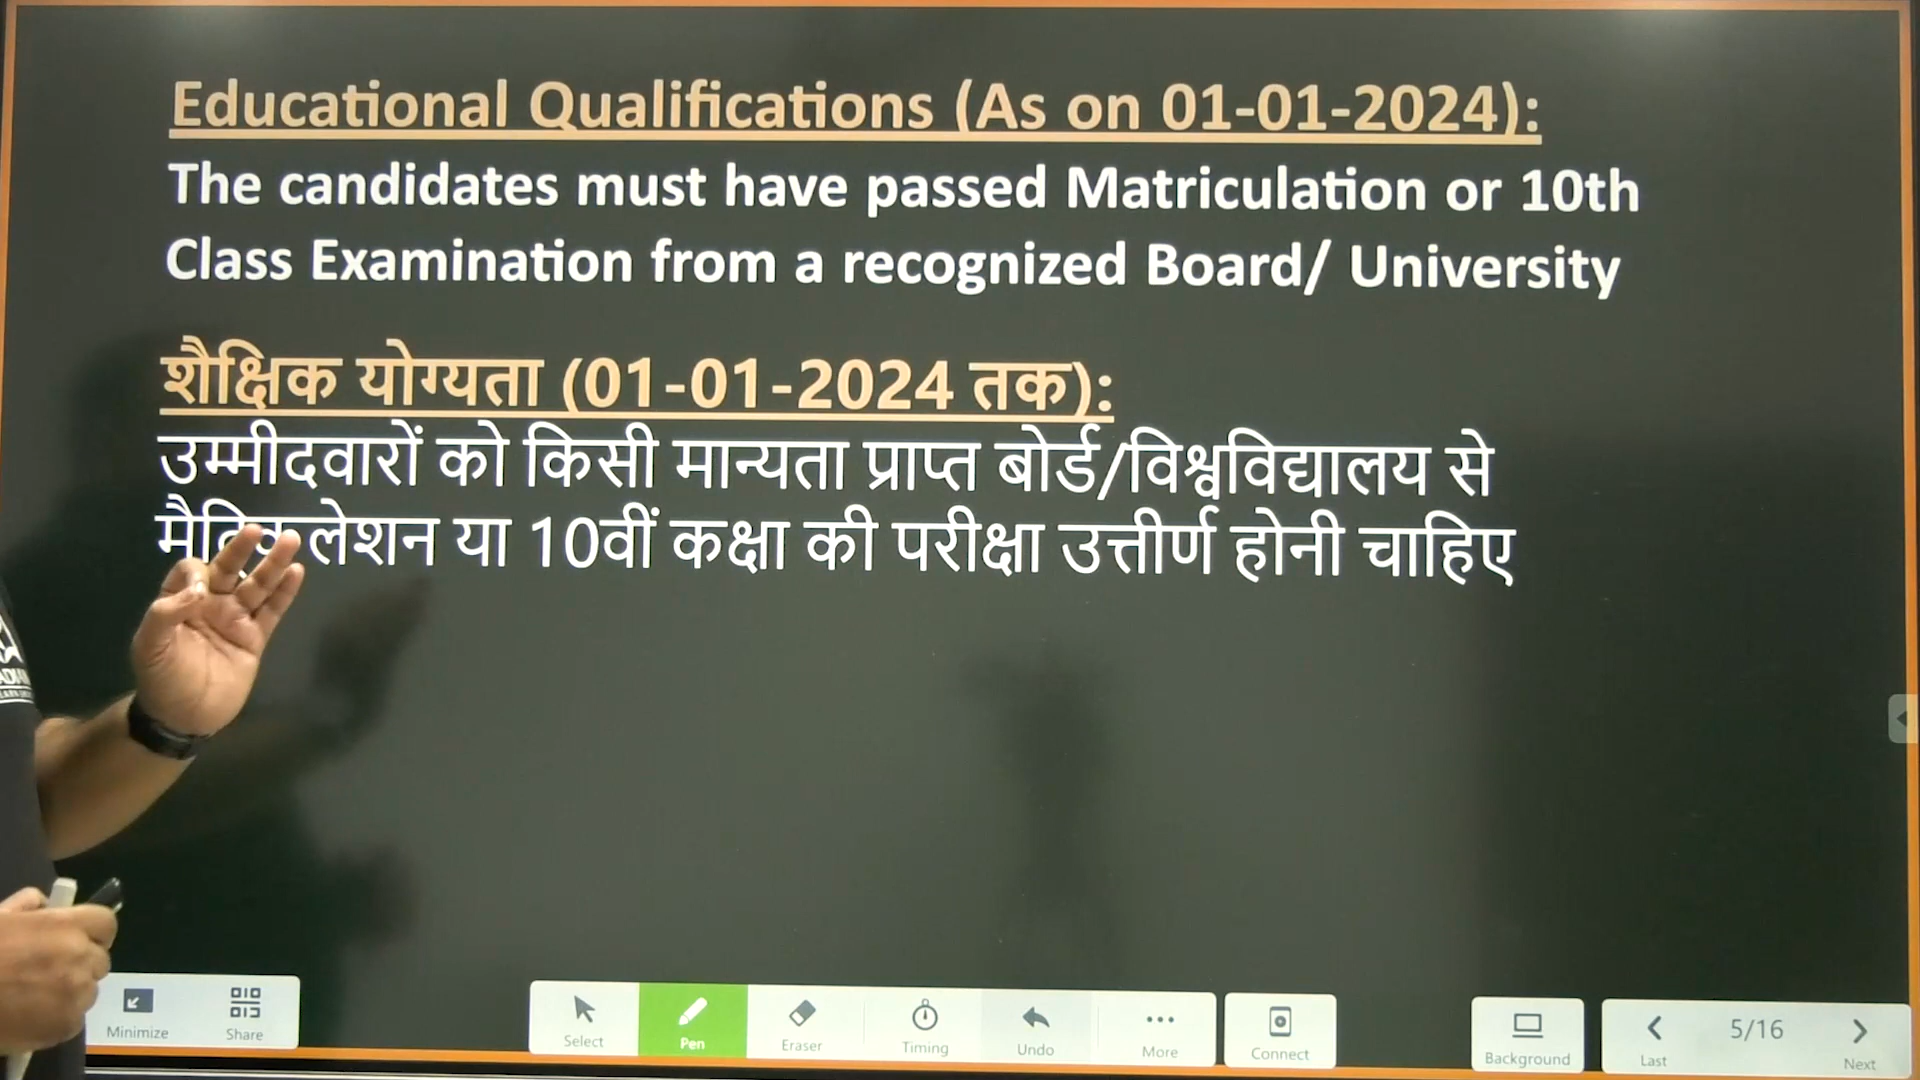 Educational Qualifications (As on 01-01-2024):
The candidates must have passed Matriculation or 10th
Class Examination from a recognized Board/ University
शैक्षिक योग्यता (01-01-2024 तक):
उम्मीदवारों को किसी मान्यता प्राप्त बोर्ड/विश्वविद्यालय से
मैट्रिकुलेशन या 10वीं कक्षा की परीक्षा उत्तीर्ण होनी चाहिए
Minimize
Share
Select
Pen
Eraser
Timing
Undo
More
Connect
Background
Last
5/16
Next